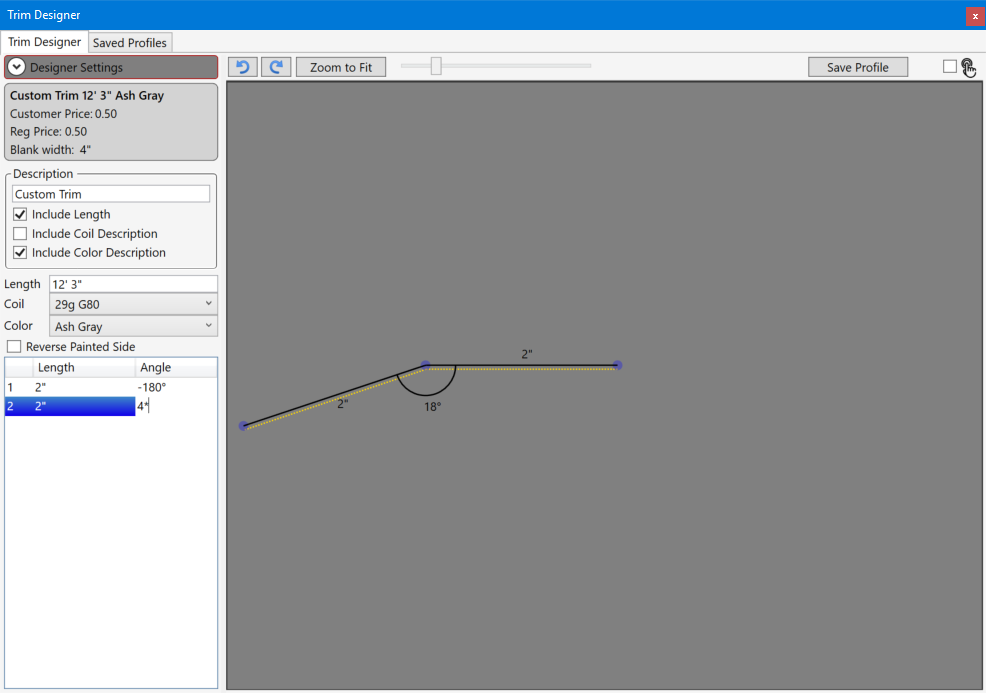 Trim Designer
x
Trim Designer Saved Profiles
Designer Settings
Zoom to Fit
Save Profile
Custom Trim 12' 3" Ash Gray
Customer Price: 0.50
Reg Price: 0.50
Blank width: 4"
Description
Custom Trim
Include Length
Include Coil Description
Include Color Description
Length 12' 3"
Coil 29g G80
Color Ash Gray
Reverse Painted Side
Length Angle
1 2" -180°
2 2" 4*
2"
2"
18°